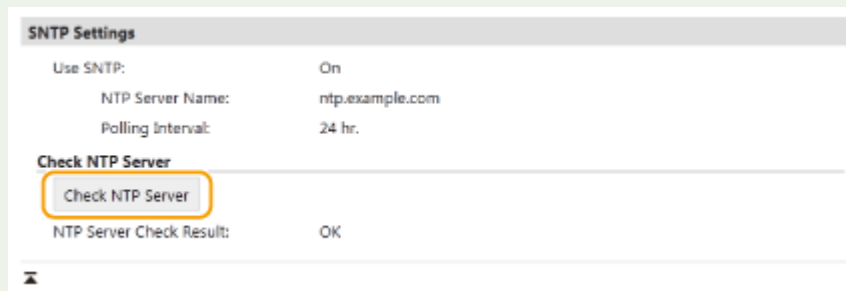 SNTP Settings
Use SNTP: On
NTP Server Name: ntp.example.com
Polling Interval: 24 hr.
Check NTP Server
Check NTP Server
NTP Server Check Result: OK